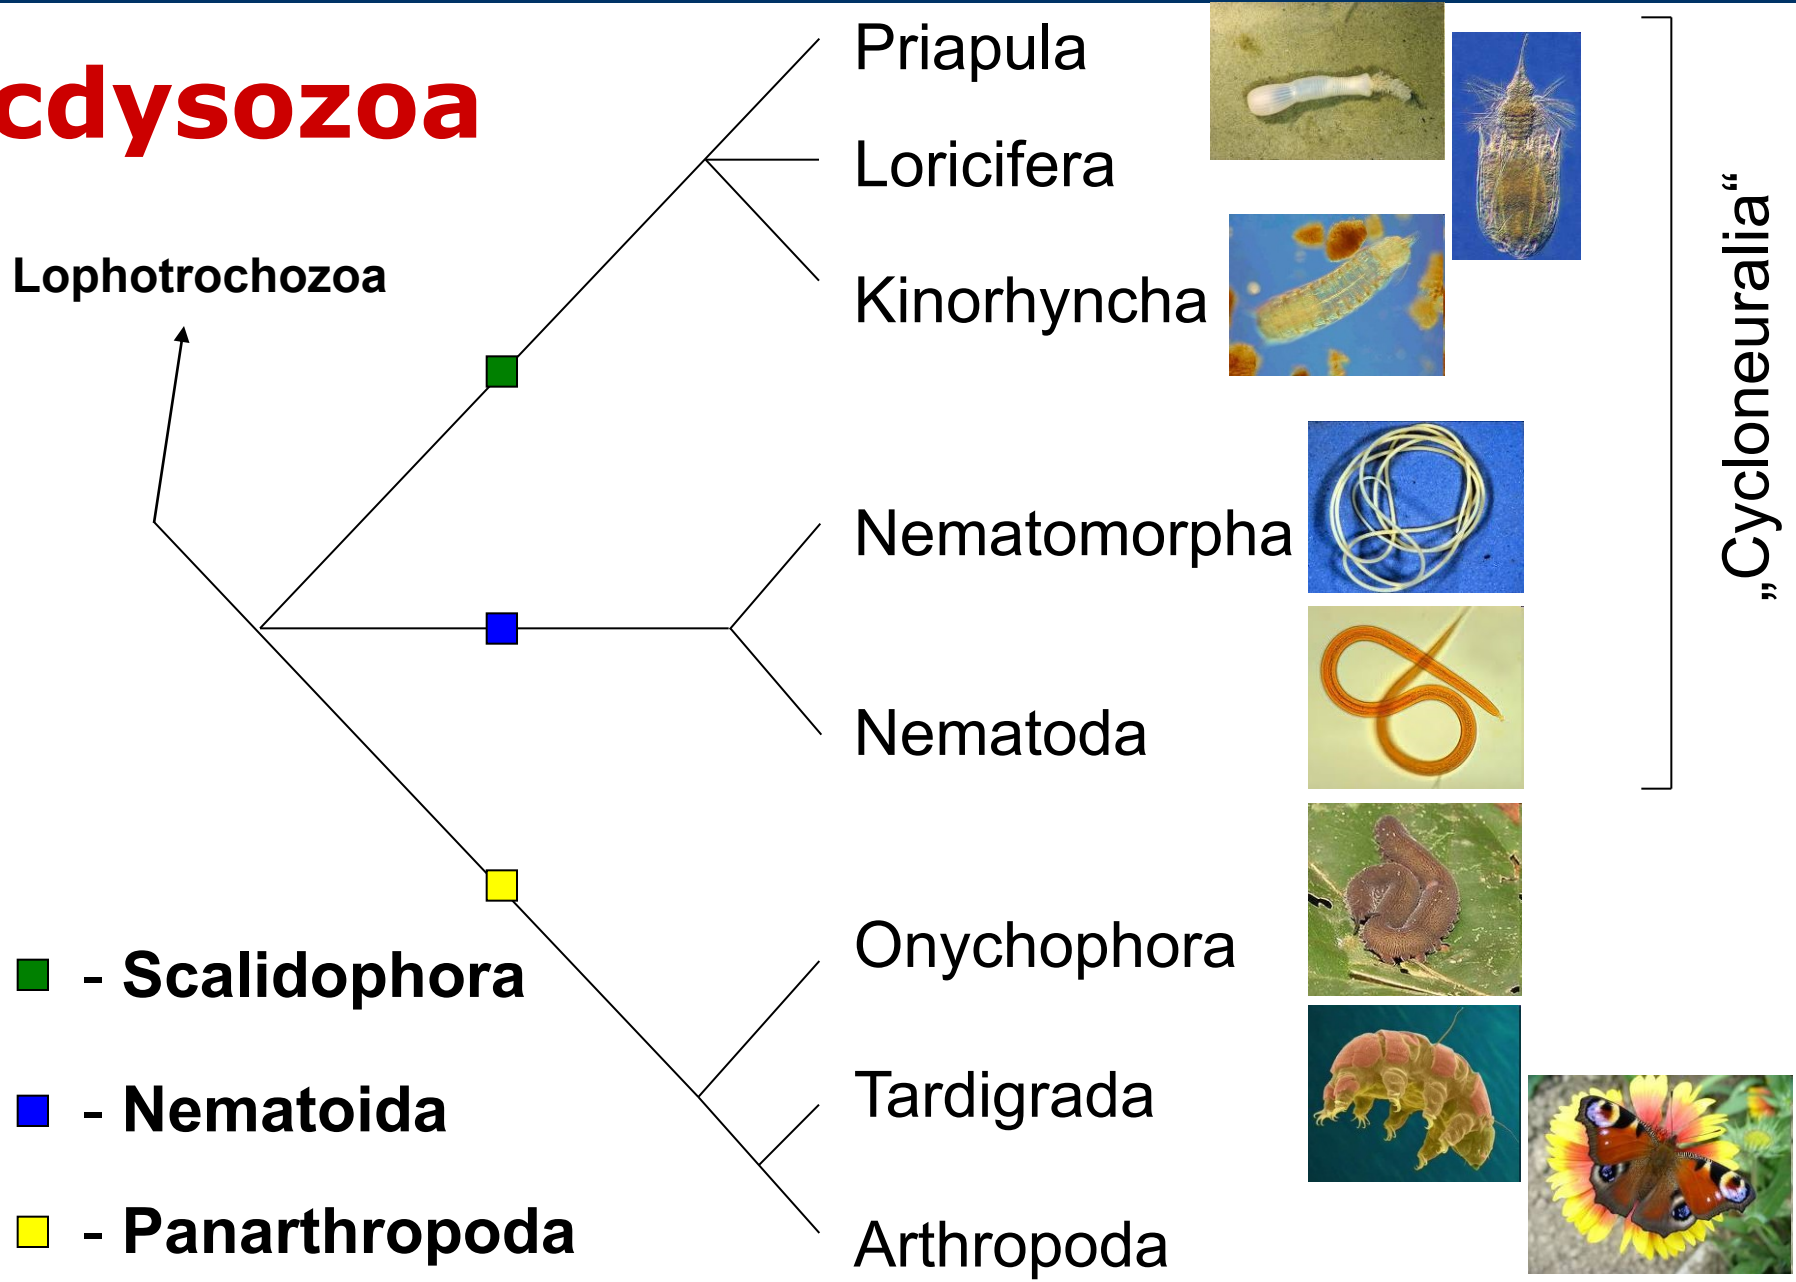 cdysozoa
Lophotrochozoa
Priapula
Loricifera
Kinorhyncha
Nematomorpha
Nematoda
Onychophora
Tardigrada
Arthropoda
„Cycloneuralia“
- Scalidophora
- Nematoida
- Panarthropoda